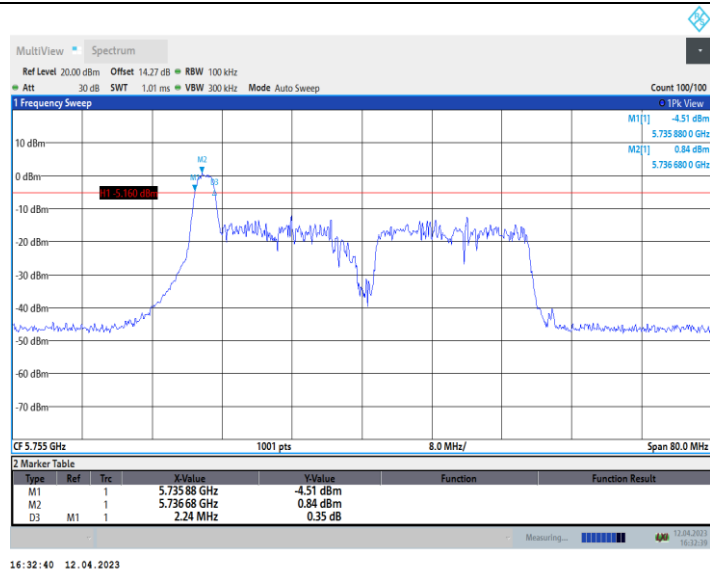 MultiView Spectrum
Ref Level 20.00 dBm Offset 14.27 dB RBW 100 kHz
Att 30 dB SWT 1.01 ms VBW 300 kHz Mode Auto Sweep Count 100/100
1 Frequency Sweep 1Pk View
M1[1] -4.51 dBm
5.735 880 0 GHz
M2[1] 0.84 dBm
5.736 680 0 GHz
10 dBm
M2
0 dBm
M1 D3
H1 -5.160 dBm
-10 dBm
-20 dBm
-30 dBm
-40 dBm
-50 dBm
-60 dBm
-70 dBm
CF 5.755 GHz 1001 pts 8.0 MHz/ Span 80.0 MHz
2 Marker Table
Type Ref Trc X-Value Y-Value Function Function Result
M1 1 5.735 88 GHz -4.51 dBm
M2 1 5.736 68 GHz 0.84 dBm
D3 M1 1 2.24 MHz 0.35 dB
Measuring... 12.04.2023
16:32:39
16:32:40 12.04.2023